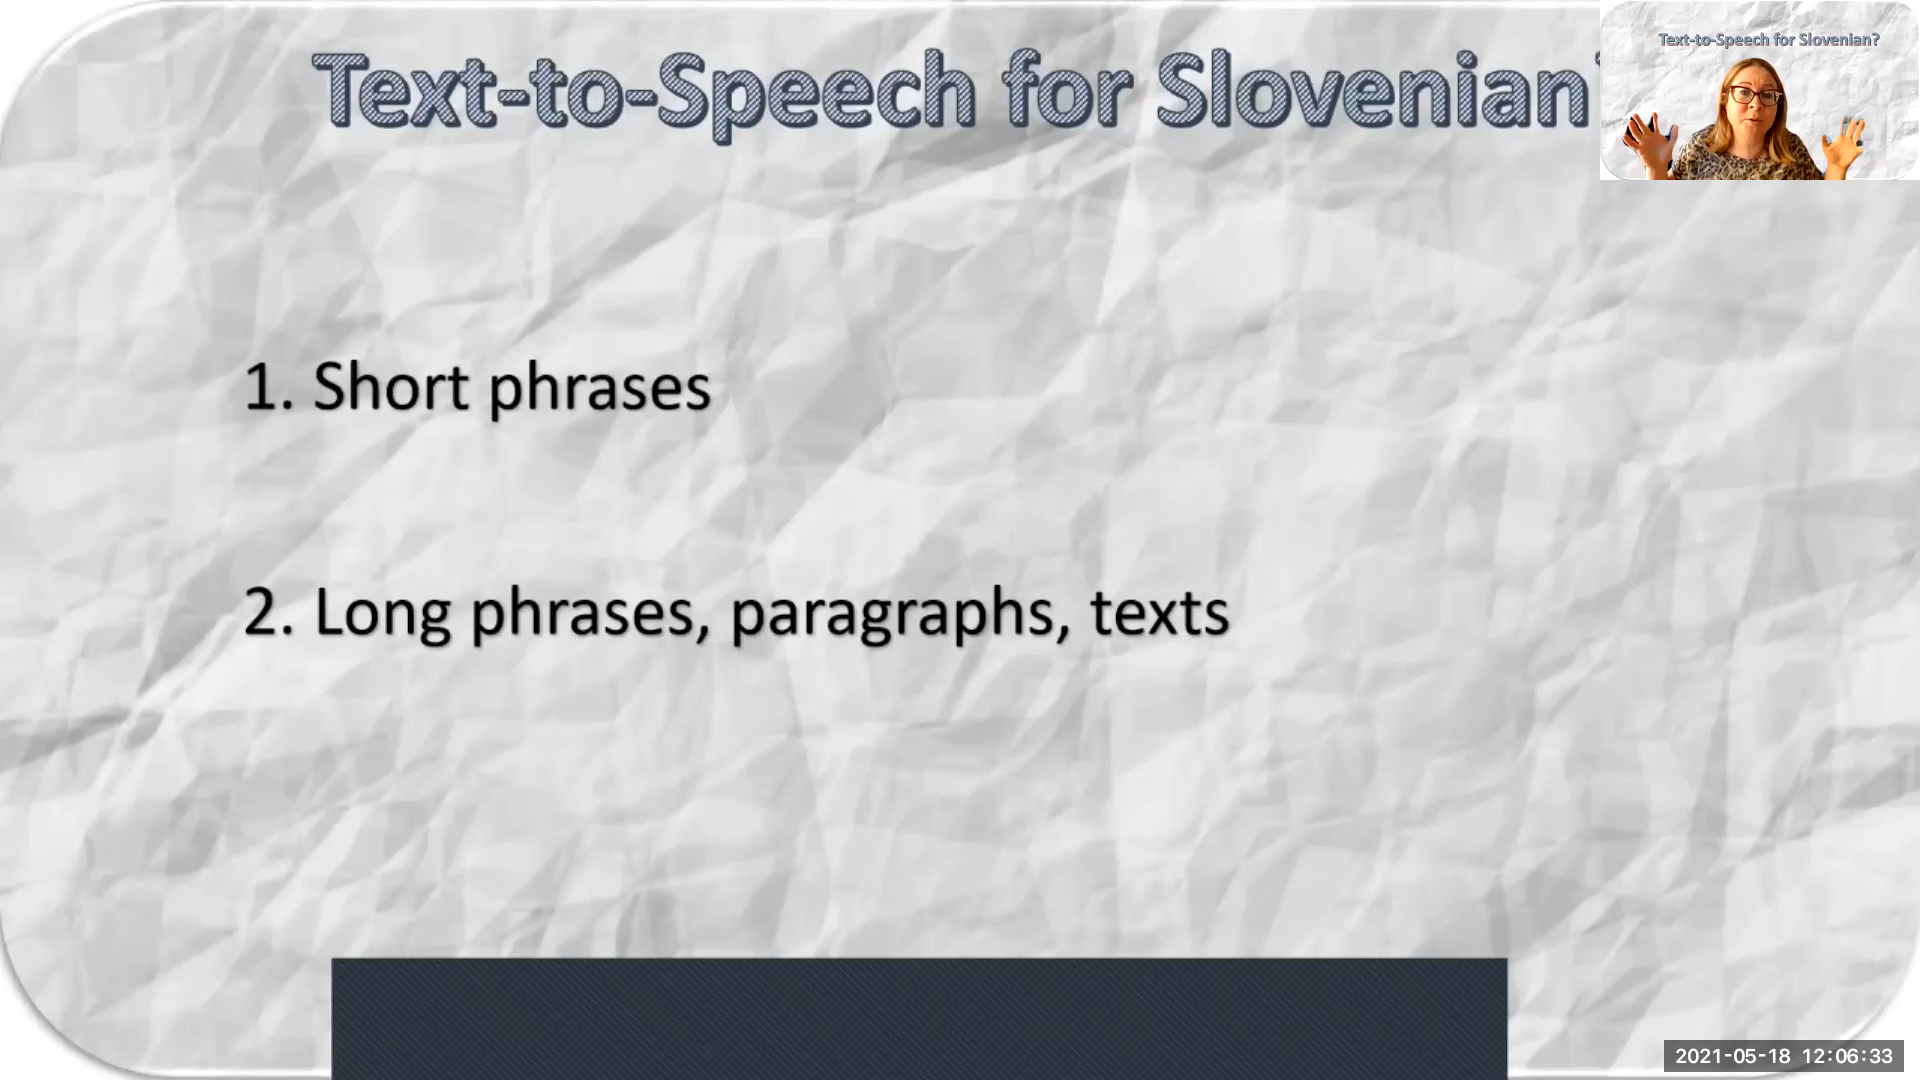 Text-to-Speech for Slovenian?
Text-to-Speech for Slovenian?
1. Short phrases
2. Long phrases, paragraphs, texts
2021-05-18 12:06:33